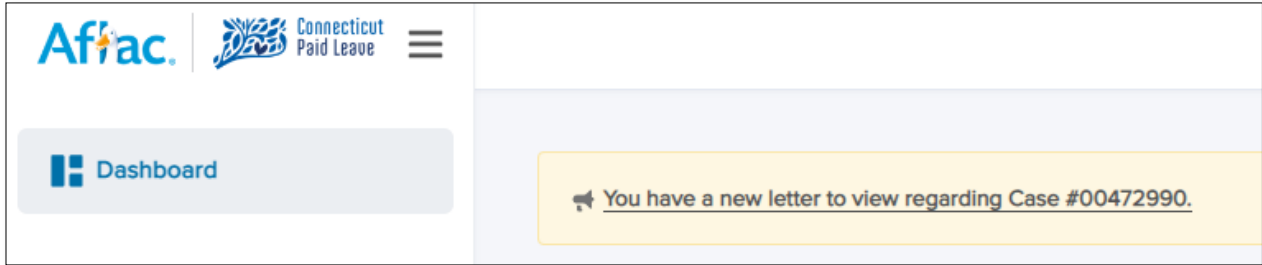 Aflac.
Connecticut
Paid Leave
Dashboard
You have a new letter to view regarding Case #00472990.